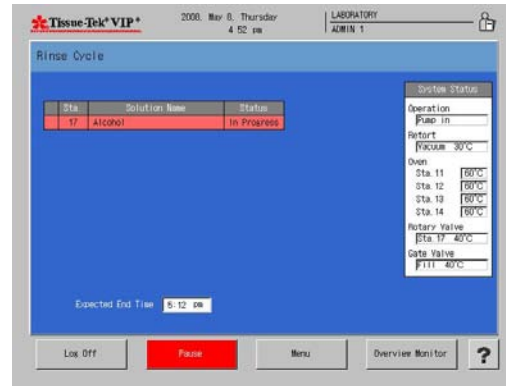 Tissue-Tek® VIP®
2008. May 8. Thursday
4:52 pm
LABORATORY
ADMIN 1
Rinse Cycle
Sta. Solution Name Status
17 Alcohol In Progress
System Status
Operation
Pump in
Retort
Vacuum 30°C
Oven
Sta. 11 60°C
Sta. 12 60°C
Sta. 13 60°C
Sta. 14 60°C
Rotary Valve
Sta. 17 40°C
Gate Valve
Fill 40°C
Expected End Time 5:12 pm
Log Off
Pause
Menu
Overview Monitor
?